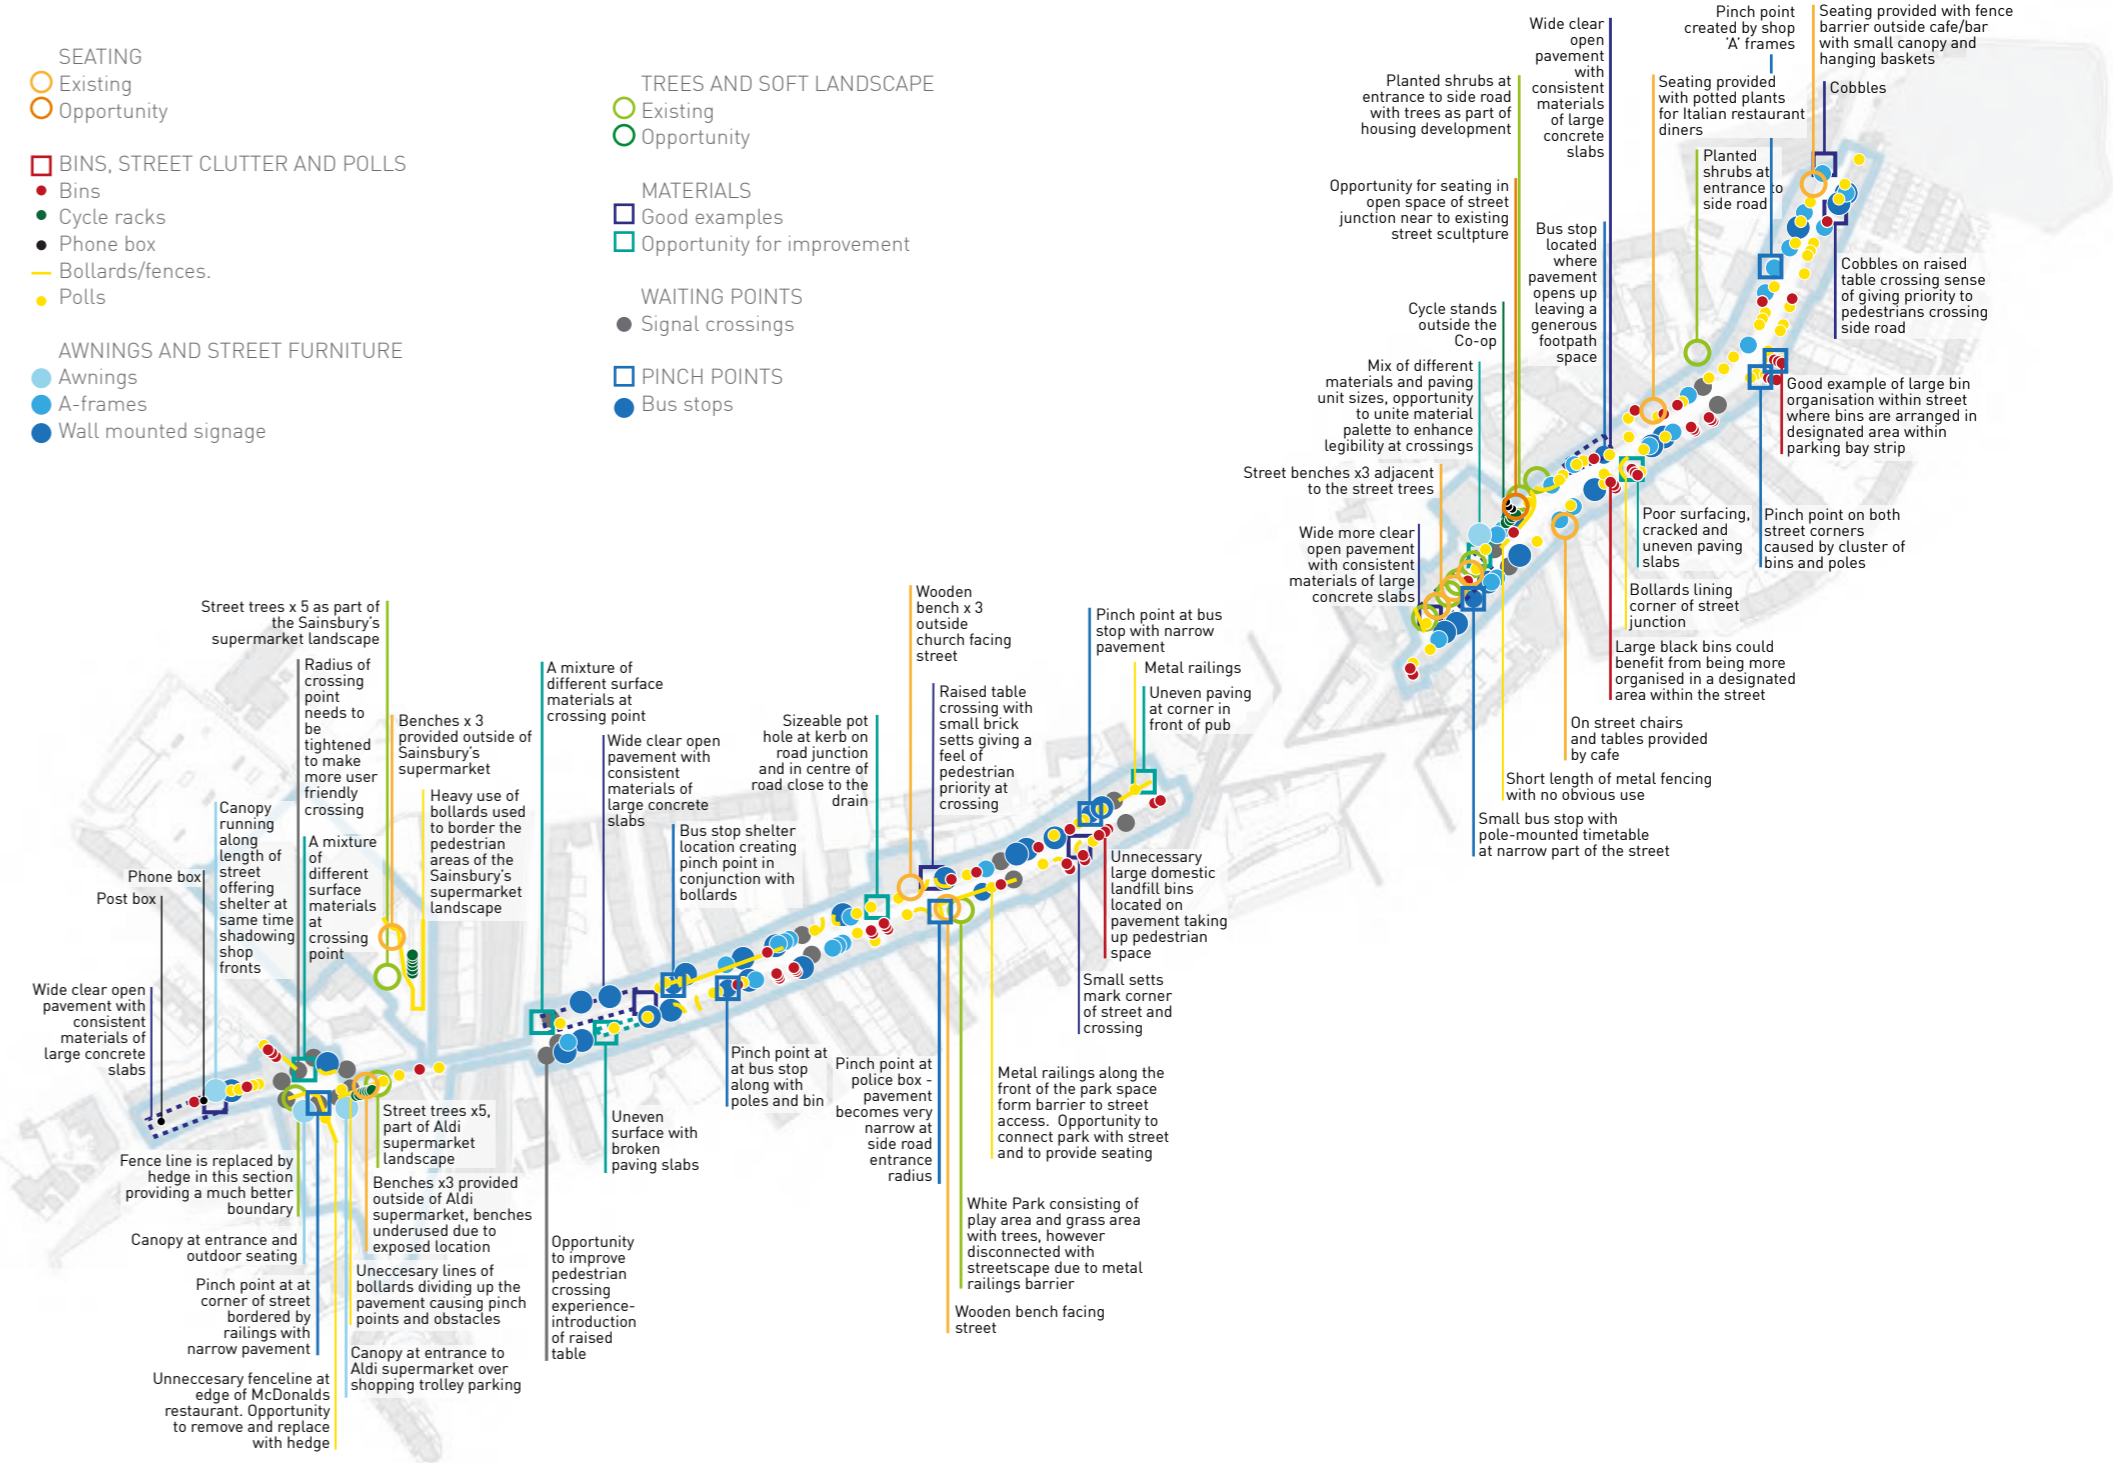 SEATING
Existing
Opportunity
BINS, STREET CLUTTER AND POLLS
Bins
Cycle racks
Phone box
Bollards/fences.
Polls
AWNINGS AND STREET FURNITURE
Awnings
A-frames
Wall mounted signage
TREES AND SOFT LANDSCAPE
Existing
Opportunity
MATERIALS
Good examples
Opportunity for improvement
WAITING POINTS
Signal crossings
PINCH POINTS
Bus stops
Street trees x 5 as part of
the Sainsbury's
supermarket landscape
Radius of
crossing
point
needs to
be
tightened
to make
more user
friendly
crossing
Benches x 3
provided outside of
Sainsbury's
supermarket
Heavy use of
bollards used
to border the
pedestrian
areas of the
Sainsbury's
supermarket
landscape
Canopy
running
along
length of
street
offering
shelter at
same time
shadowing
shop
fronts
A mixture
of
different
surface
materials
at
crossing
point
Phone box
Post box
Wide clear open
pavement with
consistent
materials of
large concrete
slabs
Fence line is replaced by
hedge in this section
providing a much better
boundary
Canopy at entrance and
outdoor seating
Pinch point at at
corner of street
bordered by
railings with
narrow pavement
Unneccesary fenceline at
edge of McDonalds
restaurant. Opportunity
to remove and replace
with hedge
Street trees x5,
part of Aldi
supermarket
landscape
Benches x3 provided
outside of Aldi
supermarket, benches
underused due to
exposed location
Uneccesary lines of
bollards dividing up the
pavement causing pinch
points and obstacles
Canopy at entrance to
Aldi supermarket over
shopping trolley parking
A mixture of
different surface
materials at
crossing point
Wide clear open
pavement with
consistent
materials of
large concrete
slabs
Bus stop shelter
location creating
pinch point in
conjunction with
bollards
Sizeable pot
hole at kerb on
road junction
and in centre of
road close to the
drain
Wooden
bench x 3
outside
church facing
street
Raised table
crossing with
small brick
setts giving a
feel of
pedestrian
priority at
crossing
Pinch point at bus
stop with narrow
pavement
Metal railings
Uneven paving
at corner in
front of pub
Unnecessary
large domestic
landfill bins
located on
pavement taking
up pedestrian
space
Small setts
mark corner
of street and
crossing
Opportunity
to improve
pedestrian
crossing
experience-
introduction
of raised
table
Uneven
surface with
broken
paving slabs
Pinch point at
at bus stop
along with
poles and bin
Pinch point at
police box -
pavement
becomes very
narrow at
side road
entrance
radius
Metal railings along the
front of the park space
form barrier to street
access. Opportunity to
connect park with street
and to provide seating
White Park consisting of
play area and grass area
with trees, however
disconnected with
streetscape due to metal
railings barrier
Wooden bench facing
street
Pinch point
created by shop
'A' frames
Seating provided with fence
barrier outside cafe/bar
with small canopy and
hanging baskets
Wide clear
open
pavement
with
consistent
materials
of large
concrete
slabs
Planted shrubs at
entrance to side road
with trees as part of
housing development
Seating provided
with potted plants
for Italian restaurant
diners
Cobbles
Planted
shrubs at
entrance to
side road
Opportunity for seating in
open space of street
junction near to existing
street scultpture
Bus stop
located
where
pavement
opens up
leaving a
generous
footpath
space
Cobbles on raised
table crossing sense
of giving priority to
pedestrians crossing
side road
Cycle stands
outside the
Co-op
Mix of different
materials and paving
unit sizes, opportunity
to unite material
palette to enhance
legibility at crossings
Good example of large bin
organisation within street
where bins are arranged in
designated area within
parking bay strip
Street benches x3 adjacent
to the street trees
Wide more clear
open pavement
with consistent
materials of large
concrete slabs
Poor surfacing,
cracked and
uneven paving
slabs
Pinch point on both
street corners
caused by cluster of
bins and poles
Bollards lining
corner of street
junction
Large black bins could
benefit from being more
organised in a designated
area within the street
On street chairs
and tables provided
by cafe
Short length of metal fencing
with no obvious use
Small bus stop with
pole-mounted timetable
at narrow part of the street